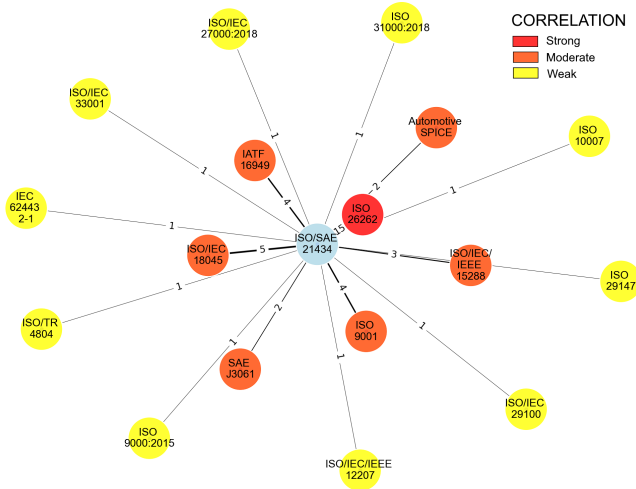 CORRELATION
Strong
Moderate
Weak
ISO/IEC
27000:2018
ISO
31000:2018
ISO/IEC
33001
Automotive
SPICE
ISO
10007
IATF
16949
1
1
1
4
2
1
IEC
62443
2-1
ISO
26262
15
1
ISO/SAE
21434
ISO/IEC
18045
5
3
ISO/IEC/
IEEE
15288
ISO
29147
1
4
2
ISO/TR
4804
ISO
9001
1
1
1
SAE
J3061
ISO/IEC
29100
ISO
9000:2015
ISO/IEC/IEEE
12207